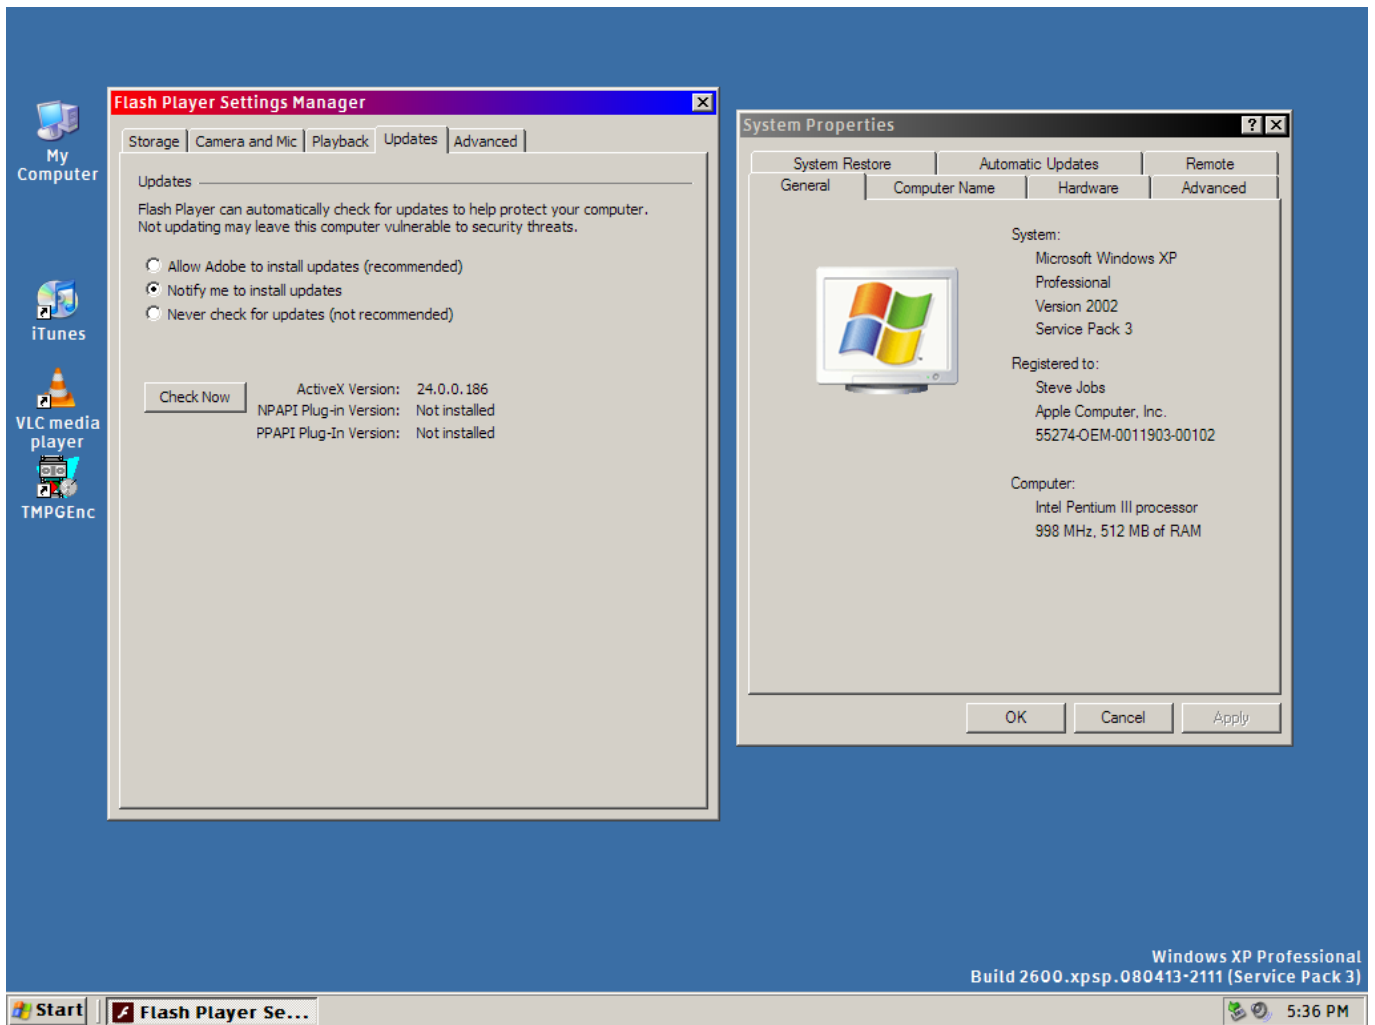 My
Computer
iTunes
VLC media
player
TMPGEnc
Flash Player Settings Manager
Storage
Camera and Mic
Playback
Updates
Advanced
Updates
Flash Player can automatically check for updates to help protect your computer.
Not updating may leave this computer vulnerable to security threats.
Allow Adobe to install updates (recommended)
Notify me to install updates
Never check for updates (not recommended)
Check Now
ActiveX Version: 24.0.0.186
NPAPI Plug-in Version: Not installed
PPAPI Plug-In Version: Not installed
System Properties
System Restore
Automatic Updates
Remote
General
Computer Name
Hardware
Advanced
System:
Microsoft Windows XP
Professional
Version 2002
Service Pack 3
Registered to:
Steve Jobs
Apple Computer, Inc.
55274-OEM-0011903-00102
Computer:
Intel Pentium III processor
998 MHz, 512 MB of RAM
OK
Cancel
Apply
Windows XP Professional
Build 2600.xpsp.080413-2111 (Service Pack 3)
Start
Flash Player Se...
5:36 PM